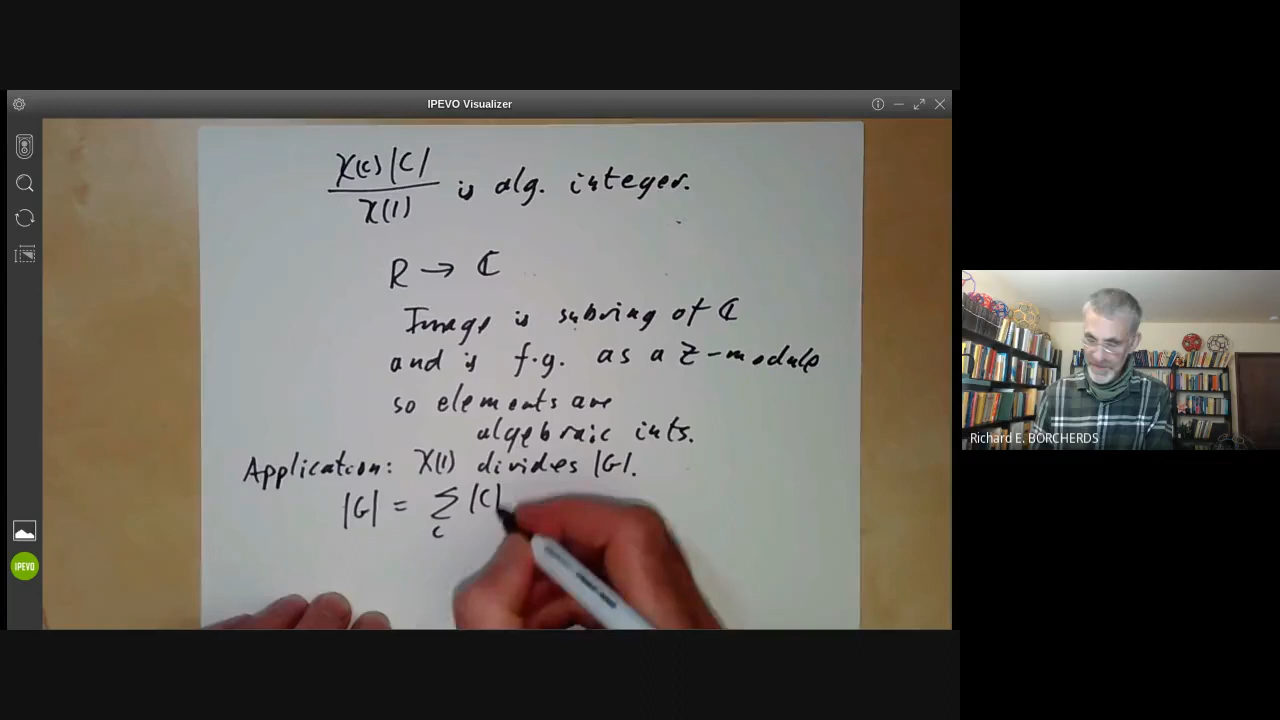 IPEVO Visualizer
χ(C)|C|
χ(1)
is alg. integer.
R → ℂ
Image is subring of ℂ
and is f.g. as a Z-module
so elements are
algebraic ints.
Application: χ(1) divides |G|.
|G| = Σ |C|
C
IPEVO
Richard E. BORCHERDS